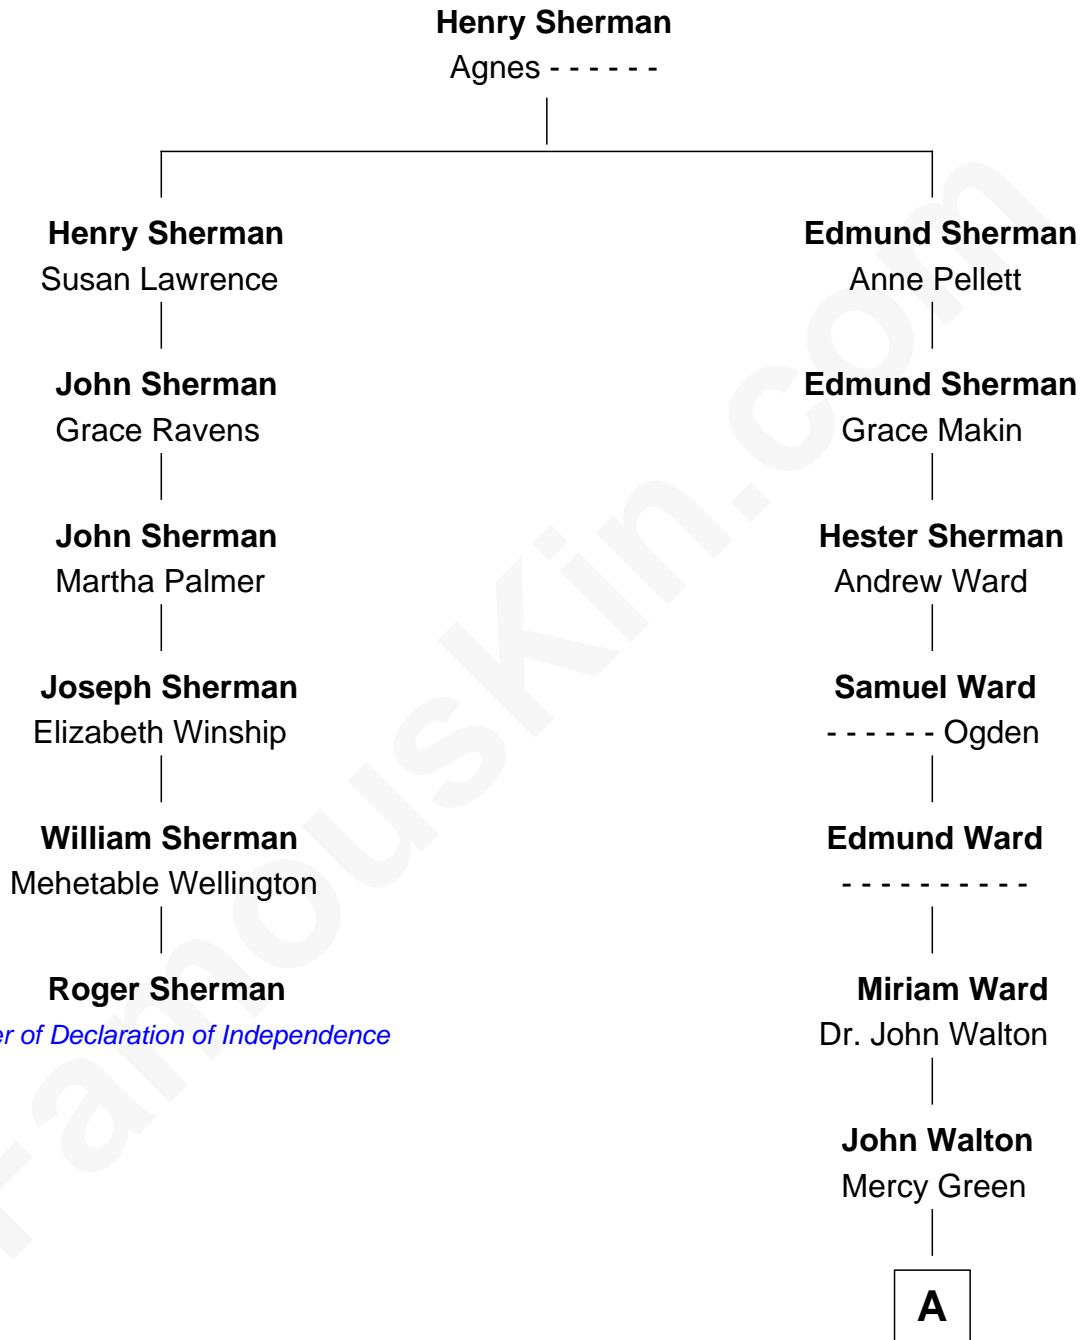 Henry Sherman
Agnes - - - - - -
Henry Sherman
Susan Lawrence
Edmund Sherman
Anne Pellett
John Sherman
Grace Ravens
Edmund Sherman
Grace Makin
John Sherman
Martha Palmer
Hester Sherman
Andrew Ward
Joseph Sherman
Elizabeth Winship
Samuel Ward
- - - - - - Ogden
William Sherman
Mehetable Wellington
Edmund Ward
- - - - - - - - - -
Roger Sherman
er of Declaration of Independence
Miriam Ward
Dr. John Walton
John Walton
Mercy Green
A
FamousKin.com